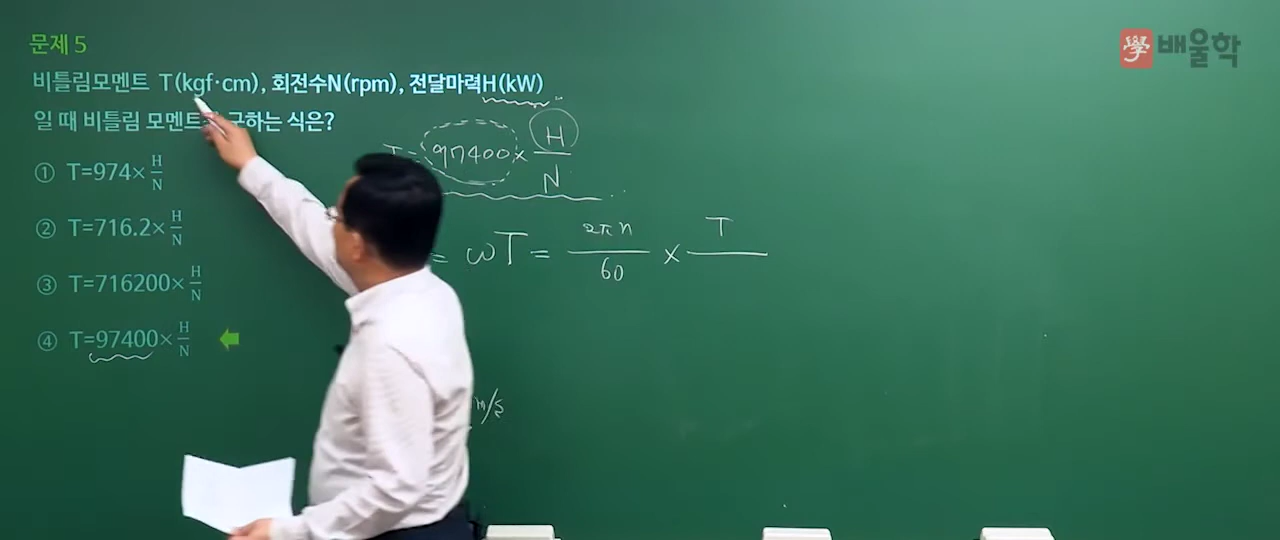 문제 5
學 배울학
비틀림모멘트 T(kgf·cm), 회전수N(rpm), 전달마력H(kW)
일 때 비틀림 모멘트 구하는 식은?
① T=974× H/N
② T=716.2× H/N
③ T=716200× H/N
④ T=97400× H/N
T= 97400 × H/N
= ωT = 2πn/60 × T
m/s